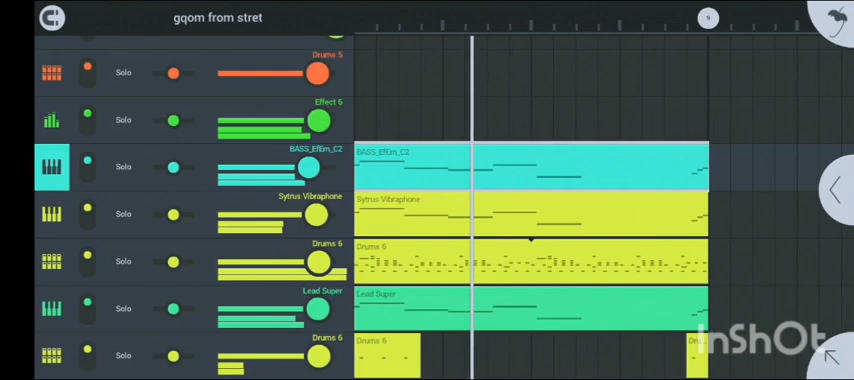 gqom from stret
9
Drums 5
Solo
Effect 6
Solo
BASS_EfEm_C2
Solo
BASS_EfEm_C2
Sytrus Vibraphone
Solo
Sytrus Vibraphone
Drums 6
Solo
Drums 6
Lead Super
Solo
Lead Super
Drums 6
Solo
Drums 6
Dru...
InShOt